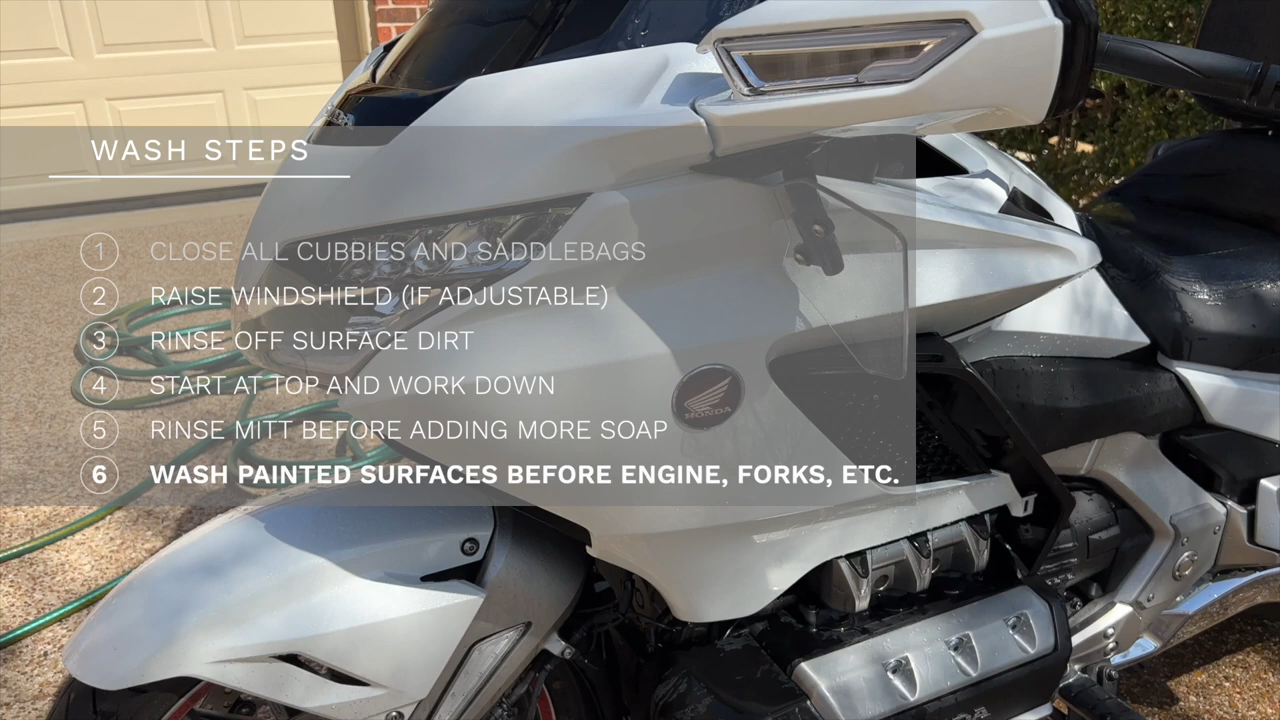 WASH STEPS
1 CLOSE ALL CUBBIES AND SADDLEBAGS
2 RAISE WINDSHIELD (IF ADJUSTABLE)
3 RINSE OFF SURFACE DIRT
4 START AT TOP AND WORK DOWN
5 RINSE MITT BEFORE ADDING MORE SOAP
HONDA
6 WASH PAINTED SURFACES BEFORE ENGINE, FORKS, ETC.